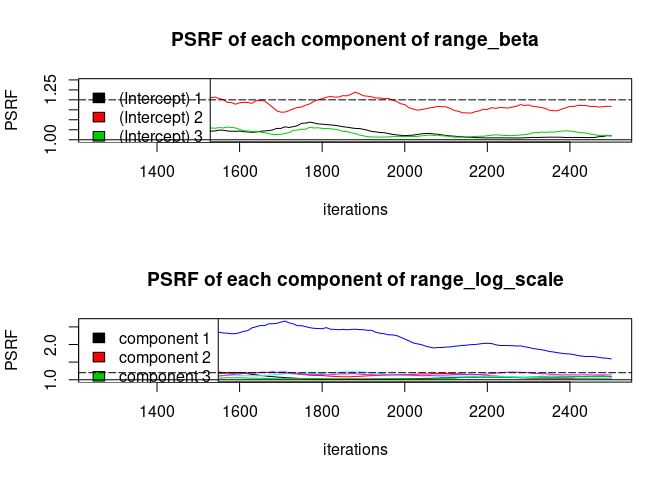 PSRF of each component of range_beta
PSRF
1.25
1.00
(Intercept) 1
(Intercept) 2
(Intercept) 3
1400 1600 1800 2000 2200 2400
iterations
PSRF of each component of range_log_scale
PSRF
2.0
1.0
component 1
component 2
component 3
1400 1600 1800 2000 2200 2400
iterations